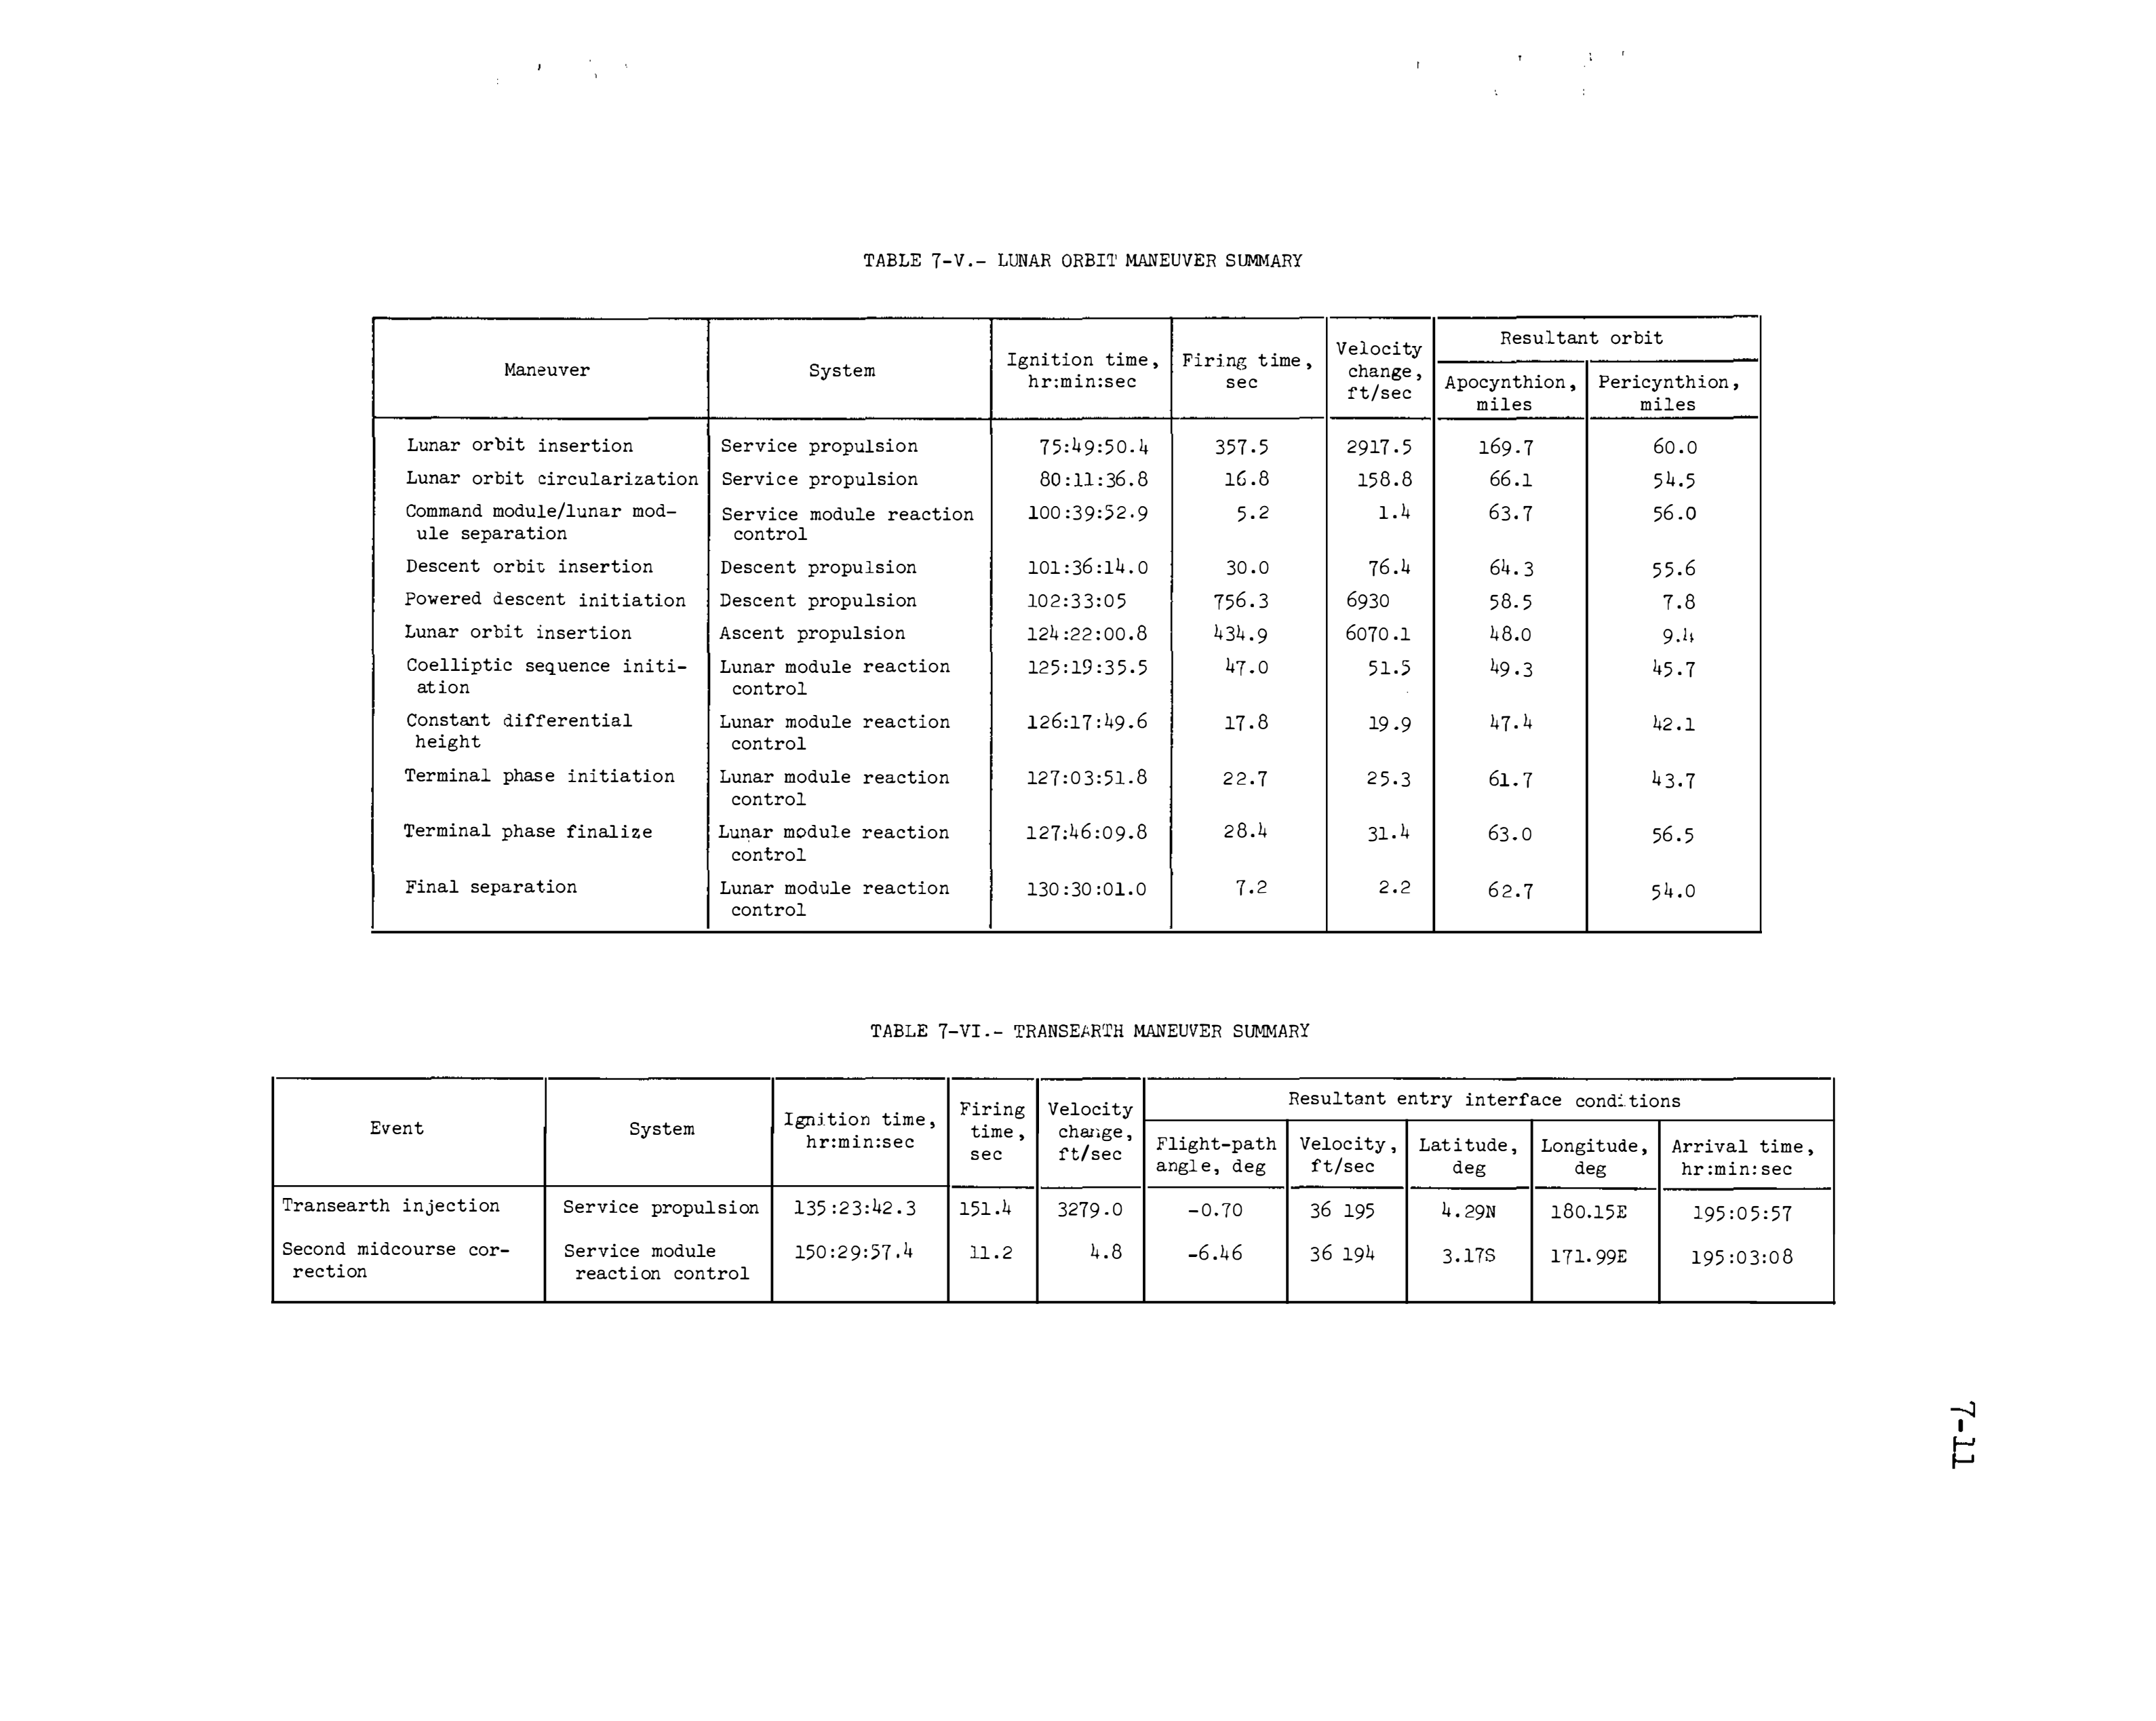 TABLE 7-V.- LUNAR ORBIT MANEUVER SUMMARY
Maneuver System Ignition time, hr:min:sec Firing time, sec Velocity change, ft/sec Resultant orbit
Apocynthion, miles Pericynthion, miles
Lunar orbit insertion Service propulsion 75:49:50.4 357.5 2917.5 169.7 60.0
Lunar orbit circularization Service propulsion 80:11:36.8 16.8 158.8 66.1 54.5
Command module/lunar mod- Service module reaction 100:39:52.9 5.2 1.4 63.7 56.0
ule separation control
Descent orbit insertion Descent propulsion 101:36:14.0 30.0 76.4 64.3 55.6
Powered descent initiation Descent propulsion 102:33:05 756.3 6930 58.5 7.8
Lunar orbit insertion Ascent propulsion 124:22:00.8 434.9 6070.1 48.0 9.4
Coelliptic sequence initi- Lunar module reaction 125:19:35.5 47.0 51.5 49.3 45.7
ation control
Constant differential Lunar module reaction 126:17:49.6 17.8 19.9 47.4 42.1
height control
Terminal phase initiation Lunar module reaction 127:03:51.8 22.7 25.3 61.7 43.7
control
Terminal phase finalize Lunar module reaction 127:46:09.8 28.4 31.4 63.0 56.5
control
Final separation Lunar module reaction 130:30:01.0 7.2 2.2 62.7 54.0
control
TABLE 7-VI.- TRANSEARTH MANEUVER SUMMARY
Event System Ignition time, hr:min:sec Firing time, sec Velocity change, ft/sec Resultant entry interface conditions
Flight-path angle, deg Velocity, ft/sec Latitude, deg Longitude, deg Arrival time, hr:min:sec
Transearth injection Service propulsion 135:23:42.3 151.4 3279.0 -0.70 36 195 4.29N 180.15E 195:05:57
Second midcourse cor- Service module 150:29:57.4 11.2 4.8 -6.46 36 194 3.17S 171.99E 195:03:08
rection reaction control
7-11